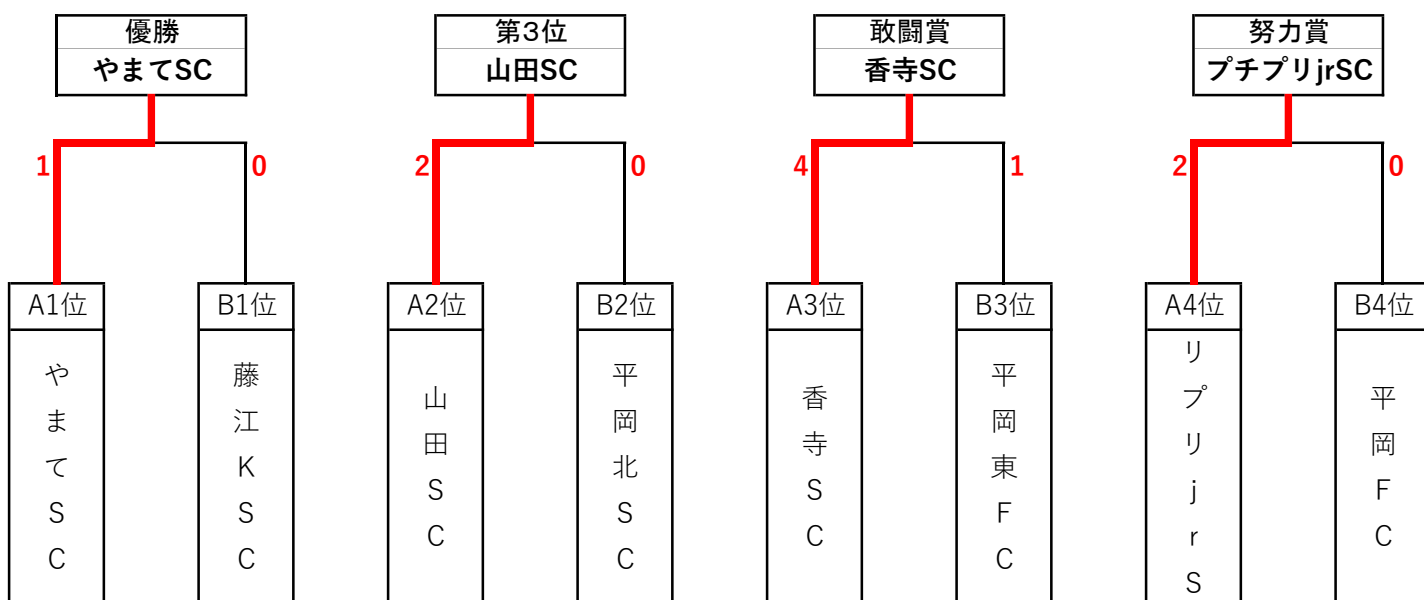 優勝
やまてSC
第3位
山田SC
敢闘賞
香寺SC
努力賞
プチプリjrSC
1
0
2
0
4
1
2
0
A1位
B1位
A2位
B2位
A3位
B3位
A4位
B4位
やまてSC
藤江KSC
山田SC
平岡北SC
香寺SC
平岡東FC
リプリjrS
平岡FC